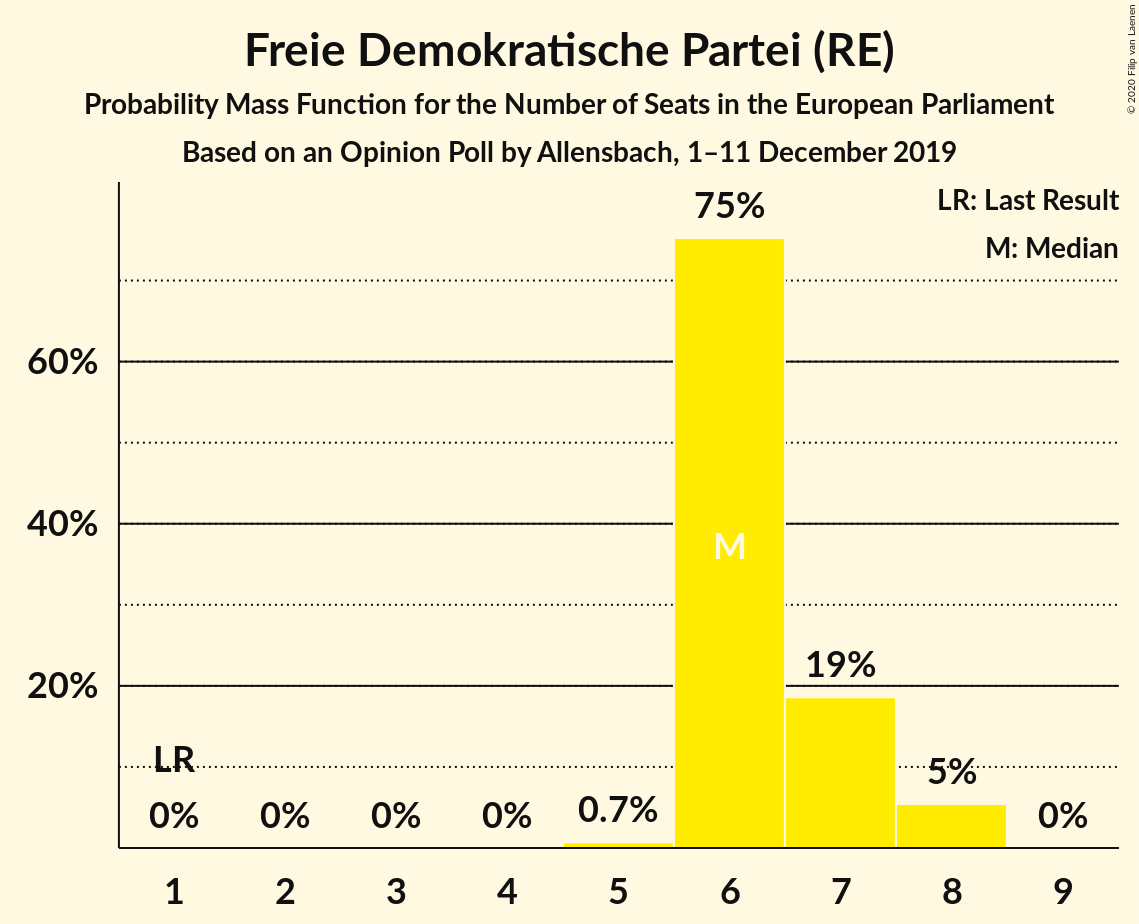 Freie Demokratische Partei (RE)
Probability Mass Function for the Number of Seats in the European Parliament
Based on an Opinion Poll by Allensbach, 1–11 December 2019
© 2020 Filip van Laenen
LR: Last Result
M: Median
75%
60%
40%
M
19%
20%
LR
5%
0%
0%
0%
0%
0.7%
0%
1
2
3
4
5
6
7
8
9